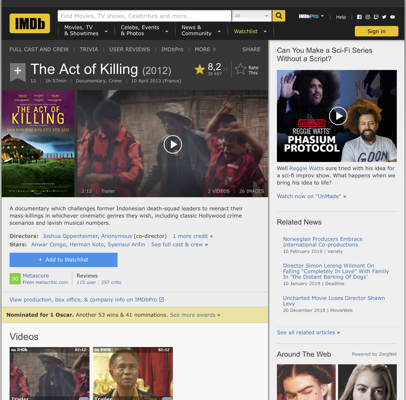 IMDb
Find Movies, TV shows, Celebrities and more...
All
IMDbPro
Help
Movies, TV & Showtimes
Celebs, Events & Photos
News & Community
Watchlist
Sign in
FULL CAST AND CREW | TRIVIA | USER REVIEWS | IMDbPro | MORE
SHARE
The Act of Killing (2012)
12 | 1h 57min | Documentary, Crime | 10 April 2013 (France)
8,2
Rate This
THE ACT OF KILLING
2:12 | Trailer
2 VIDEOS | 26 IMAGES
A documentary which challenges former Indonesian death-squad leaders to reenact their
mass-killings in whichever cinematic genres they wish, including classic Hollywood crime
scenarios and lavish musical numbers.
Directors: Joshua Oppenheimer, Anonymous (co-director) | 1 more credit »
Stars: Anwar Congo, Herman Koto, Syamsul Arifin | See full cast & crew »
+ Add to Watchlist
Metascore
From metacritic.com
Reviews
115 user | 257 critic
View production, box office, & company info on IMDbPro
Nominated for 1 Oscar. Another 53 wins & 41 nominations. See more awards »
Videos
02:12
02:12
Trailer
Trailer
Can You Make a Sci-Fi Series
Without a Script?
REGGIE WATTS'
PHASIUM
PROTOCOL
Well Reggie Watts sure tried with his idea
for a sci-fi improv show. What happens when we
bring his idea to life?
Watch now on "UnMade" »
Related News
Norwegian Producers Embrace
International Co-productions
10 February 2019 | Variety
Director Simon Lereng Wilmont On
Falling "Completely In Love" With Family
In 'The Distant Barking Of Dogs'
10 January 2019 | Deadline
Uncharted Movie Loses Director Shawn
Levy
20 December 2018 | MovieWeb
See all related articles »
Around The Web
Powered by ZergNet